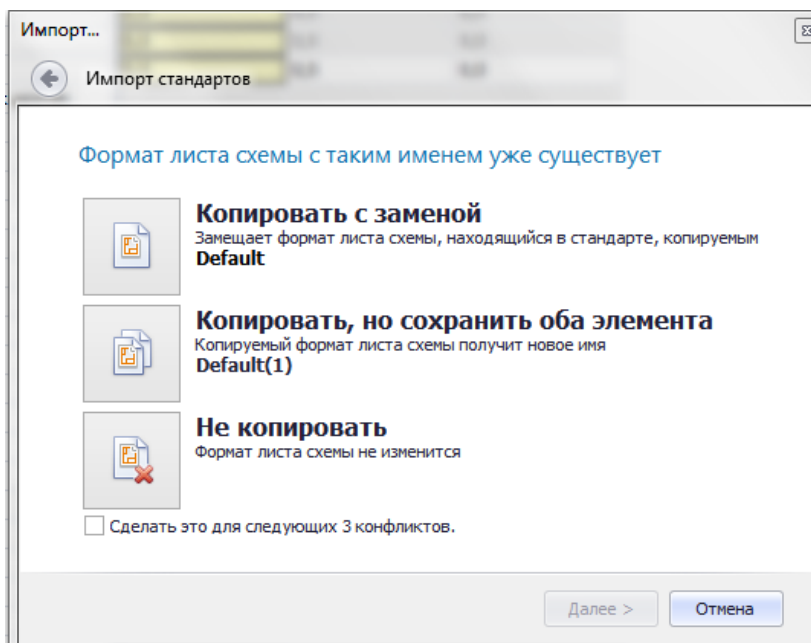 Импорт...
Импорт стандартов
Формат листа схемы с таким именем уже существует
Копировать с заменой
Замещает формат листа схемы, находящийся в стандарте, копируемым
Default
Копировать, но сохранить оба элемента
Копируемый формат листа схемы получит новое имя
Default(1)
Не копировать
Формат листа схемы не изменится
Сделать это для следующих 3 конфликтов.
Далее >
Отмена